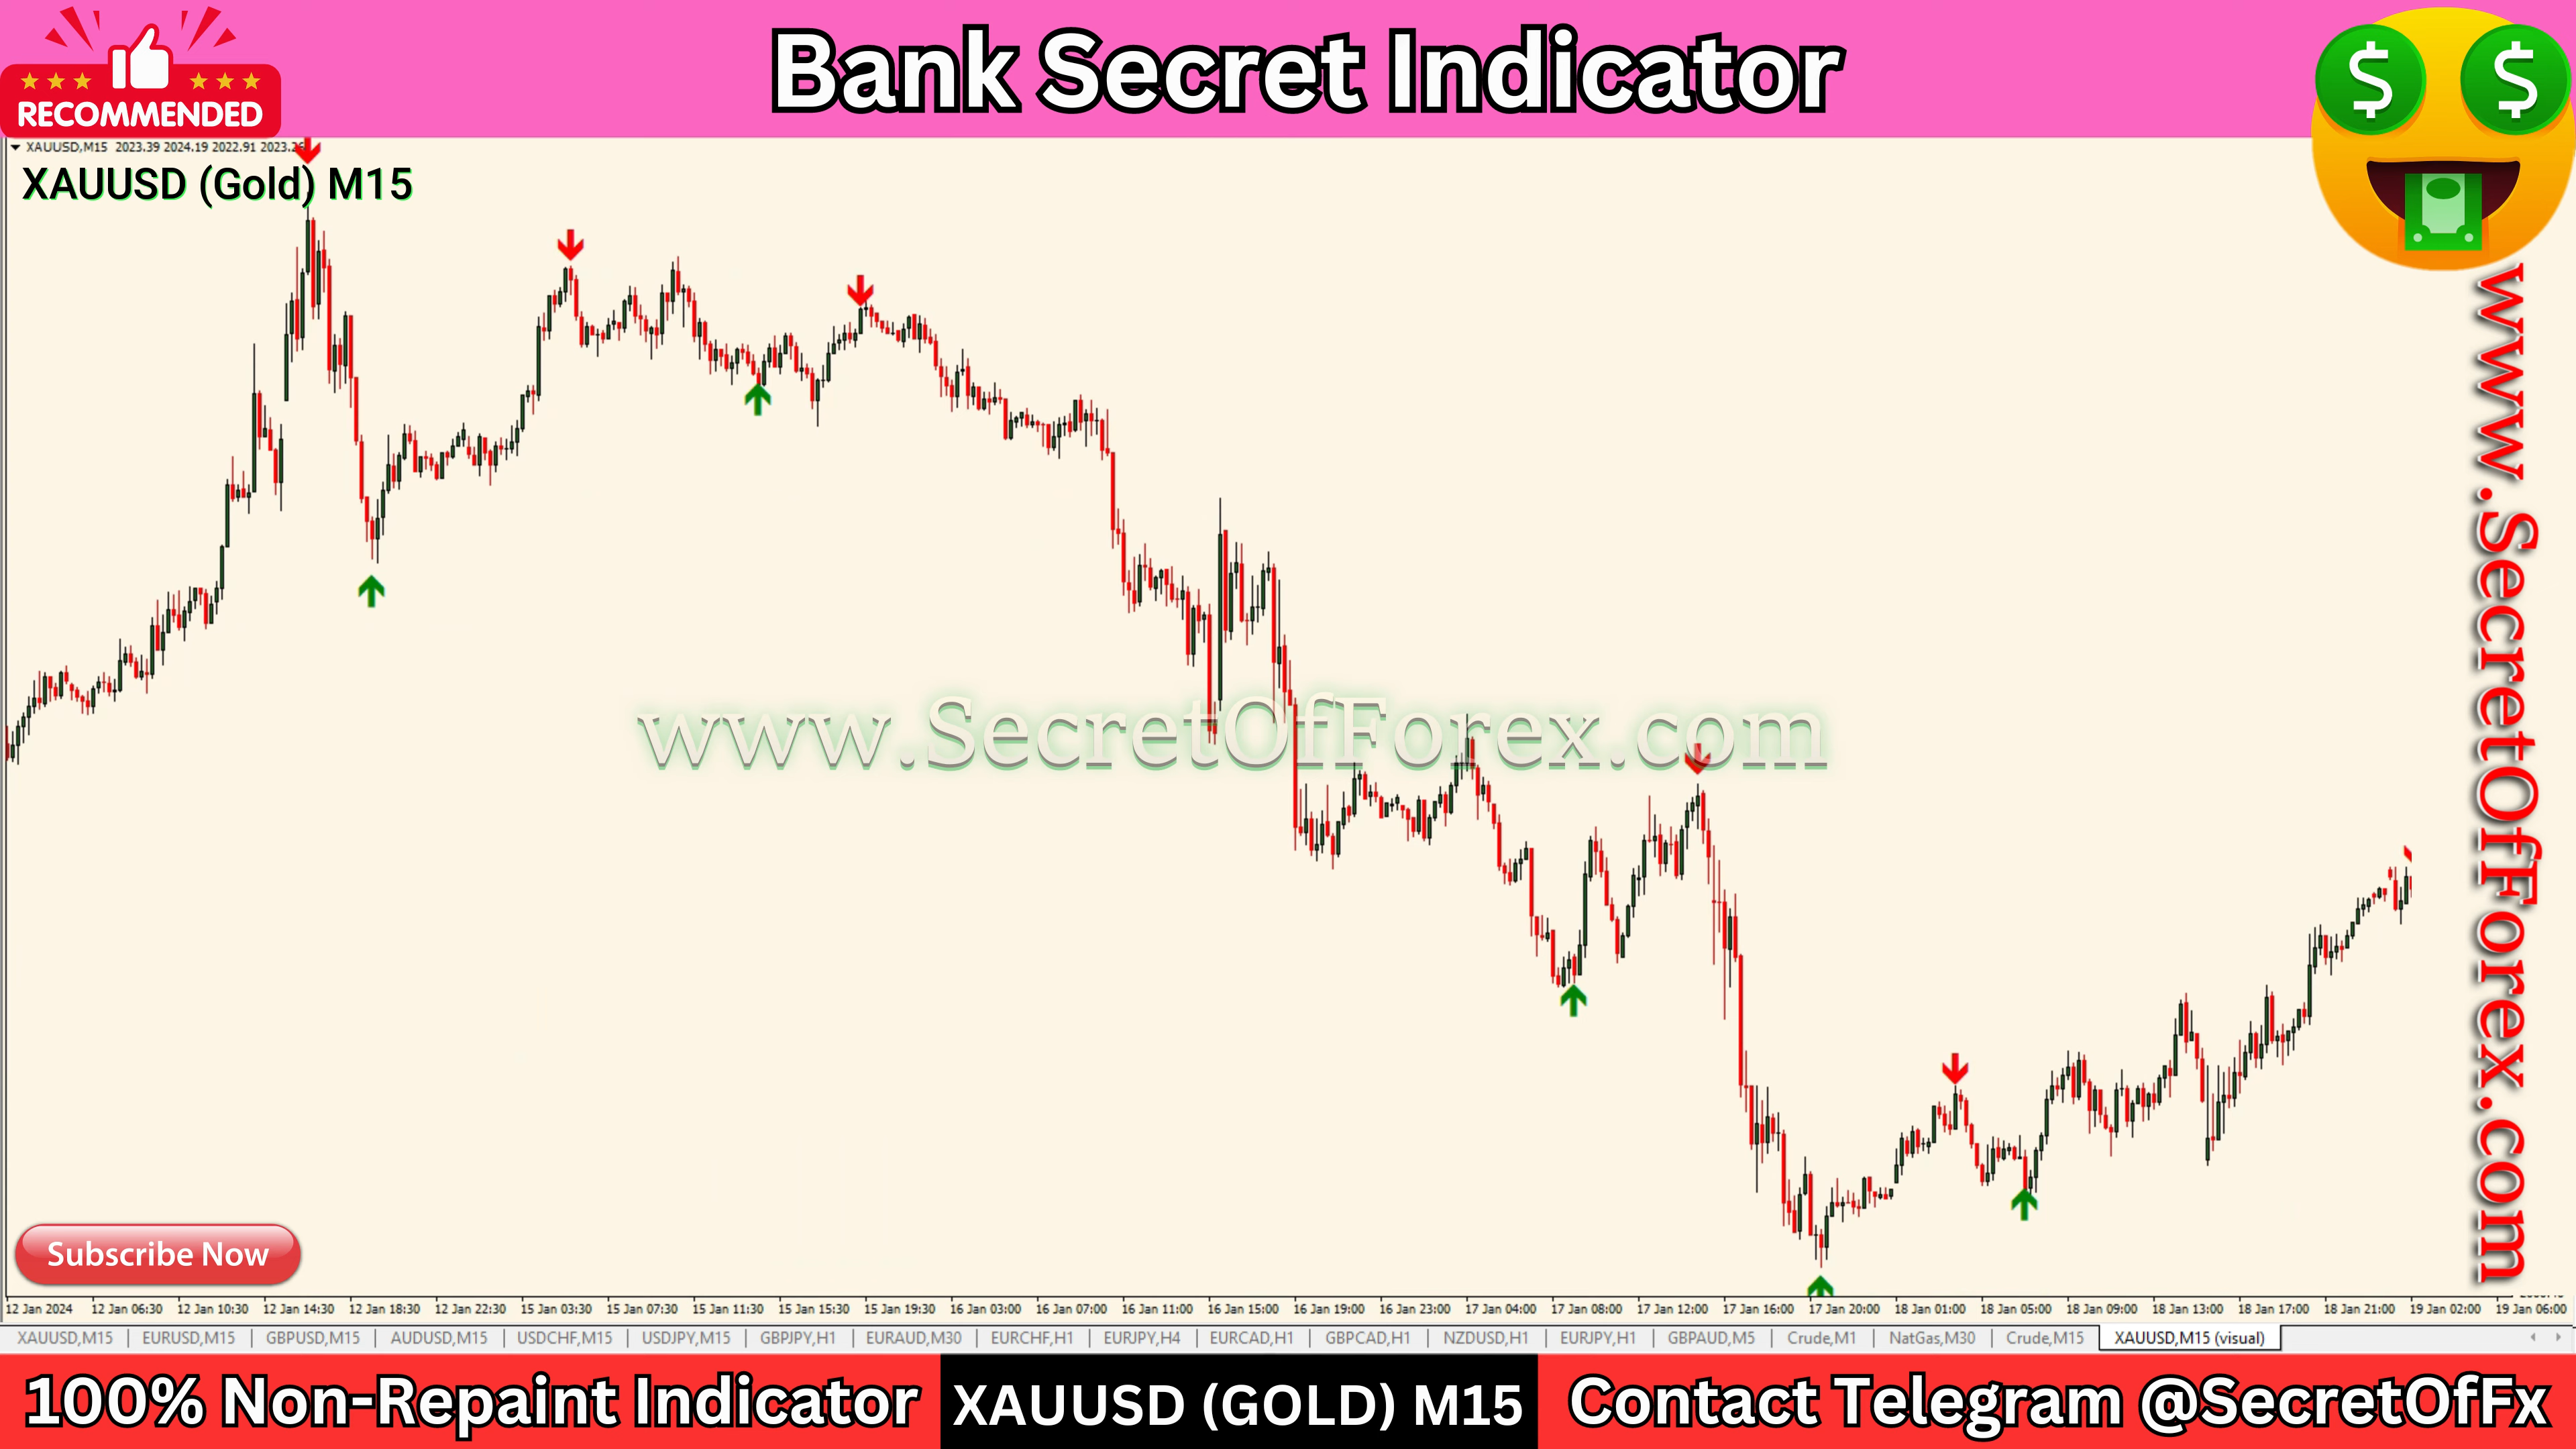 Bank Secret Indicator
RECOMMENDED
$ $
XAUUSD,M15 2023.39 2024.19 2022.91
XAUUSD (Gold) M15
www.SecretOfForex.com
www.SecretOfForex.com
Subscribe Now
12 Jan 2024 12 Jan 06:30 12 Jan 10:30 12 Jan 14:30 12 Jan 18:30 12 Jan 22:30 15 Jan 03:30 15 Jan 07:30 15 Jan 11:30 15 Jan 15:30 15 Jan 19:30 16 Jan 03:00 16 Jan 07:00 16 Jan 11:00 16 Jan 15:00 16 Jan 19:00 16 Jan 23:00 17 Jan 04:00 17 Jan 08:00 17 Jan 12:00 17 Jan 16:00 17 Jan 20:00 18 Jan 01:00 18 Jan 05:00 18 Jan 09:00 18 Jan 13:00 18 Jan 17:00 18 Jan 21:00 19 Jan 02:00 19 Jan 06:00
XAUUSD,M15 EURUSD,M15 GBPUSD,M15 AUDUSD,M15 USDCHF,M15 USDJPY,M15 GBPJPY,H1 EURAUD,M30 EURCHF,H1 EURJPY,H4 EURCAD,H1 GBPCAD,H1 NZDUSD,H1 EURJPY,H1 GBPAUD,M5 Crude,M1 NatGas,M30 Crude,M15 XAUUSD,M15 (visual)
100% Non-Repaint Indicator XAUUSD (GOLD) M15 Contact Telegram @SecretOfFx